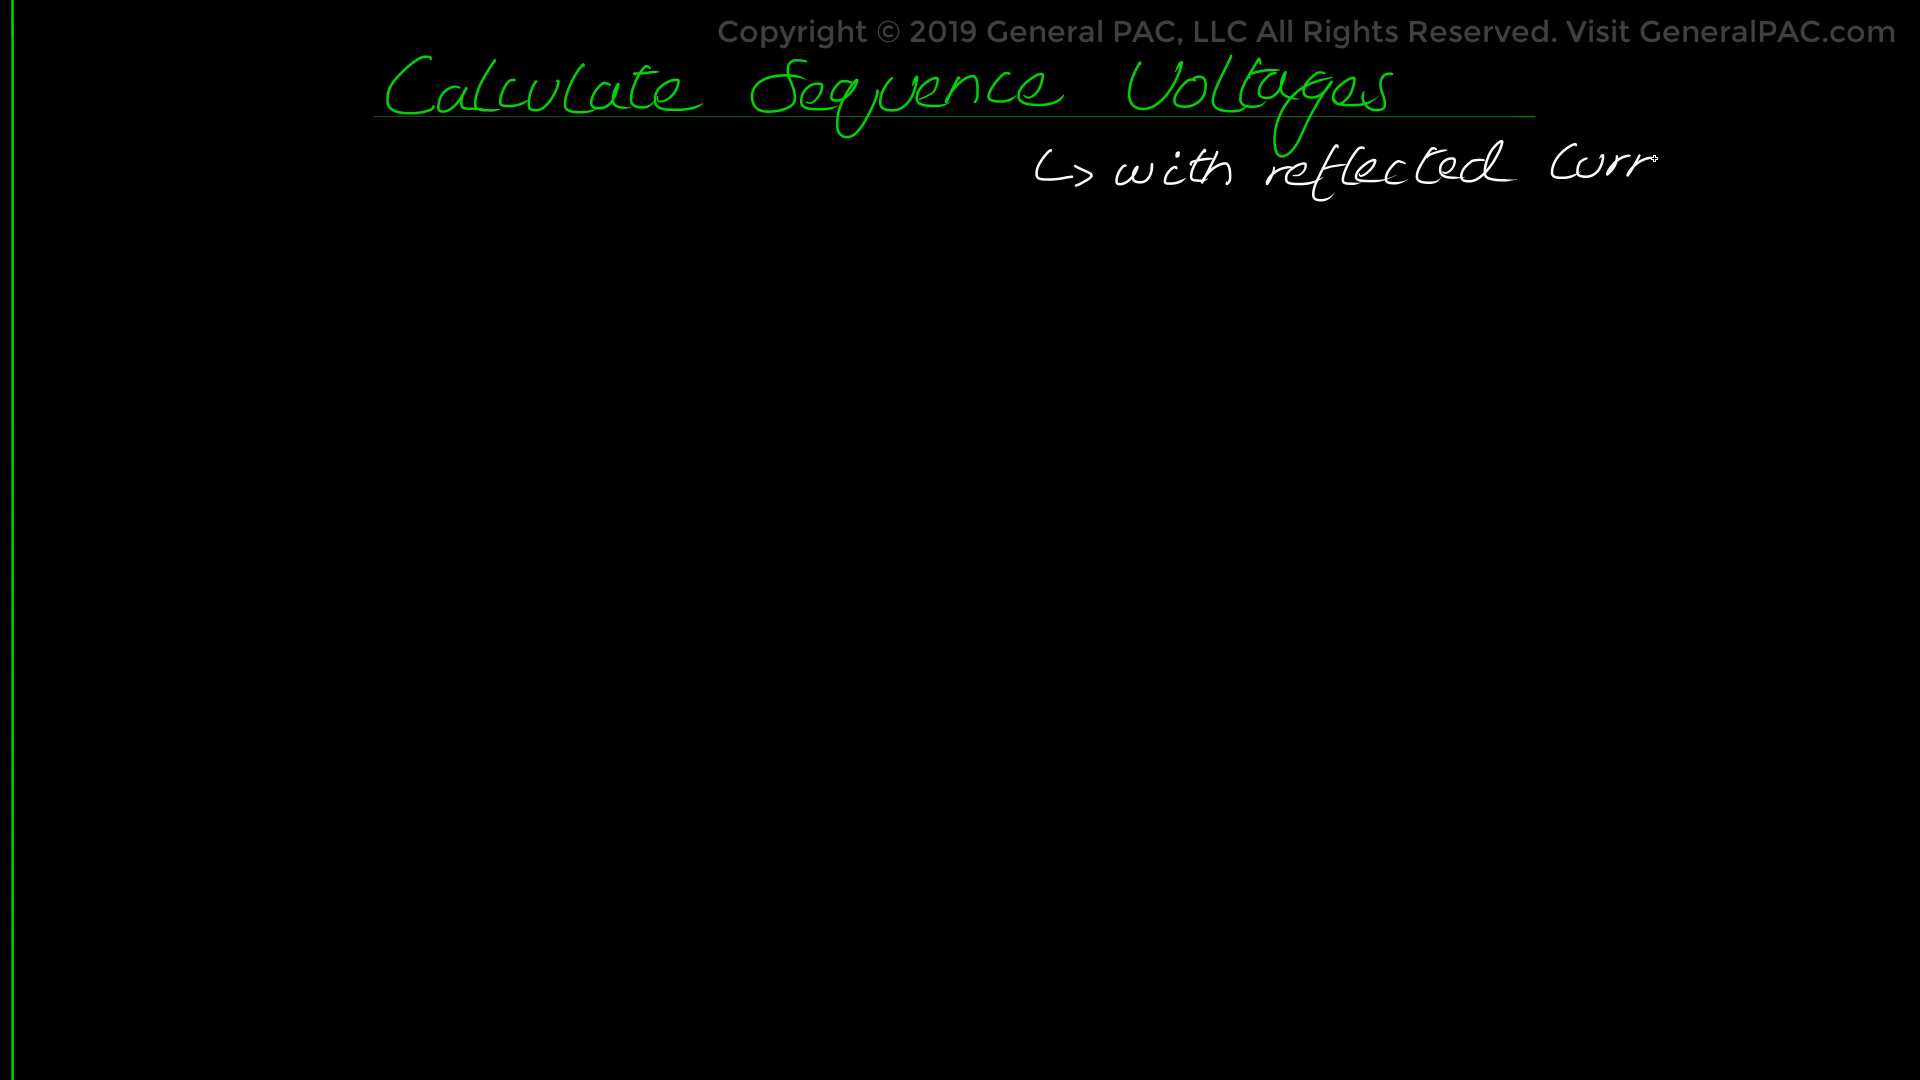 Copyright © 2019 General PAC, LLC All Rights Reserved. Visit GeneralPAC.com
Calculate Sequence Voltages
↳ with reflected curr